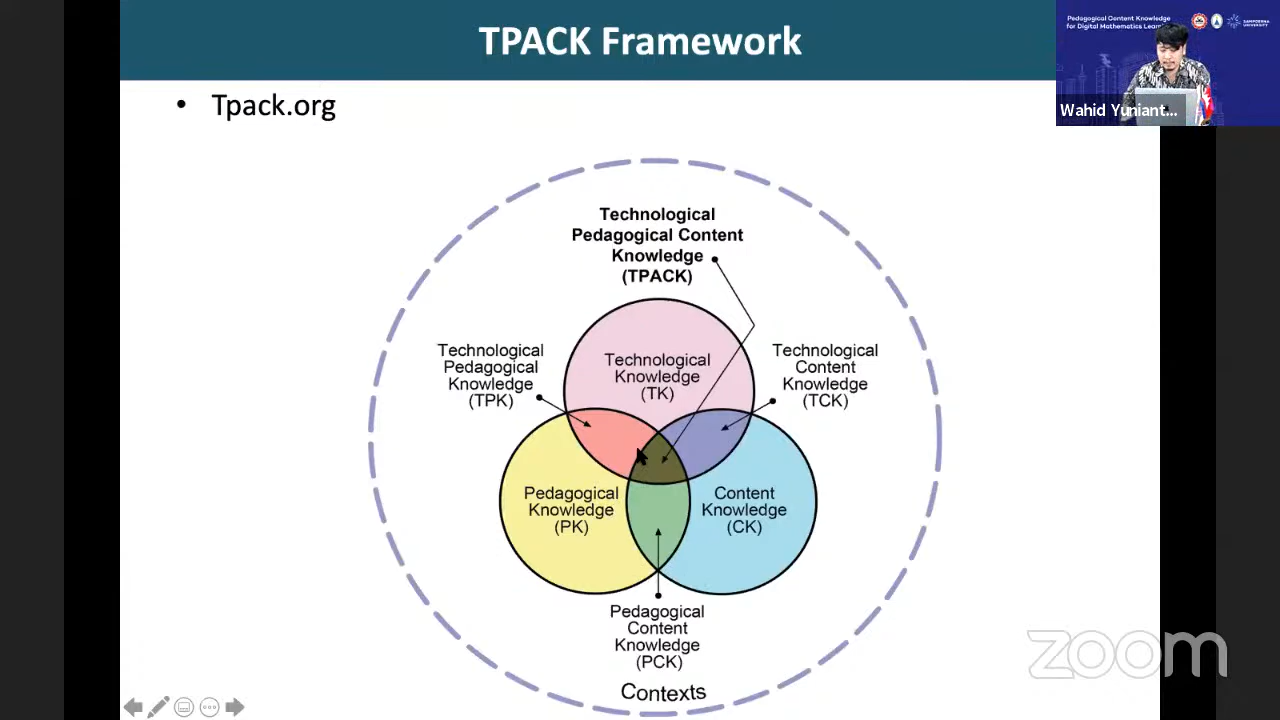 TPACK Framework
• Tpack.org
Pedagogical Content Knowledge
for Digital Mathematics
SAMPOERNA
UNIVERSITY
Wahid Yuniant...
Technological
Pedagogical Content
Knowledge
(TPACK)
Technological
Pedagogical
Knowledge
(TPK)
Technological
Knowledge
(TK)
Technological
Content
Knowledge
(TCK)
Pedagogical
Knowledge
(PK)
Content
Knowledge
(CK)
Pedagogical
Content
Knowledge
(PCK)
Contexts
zoom